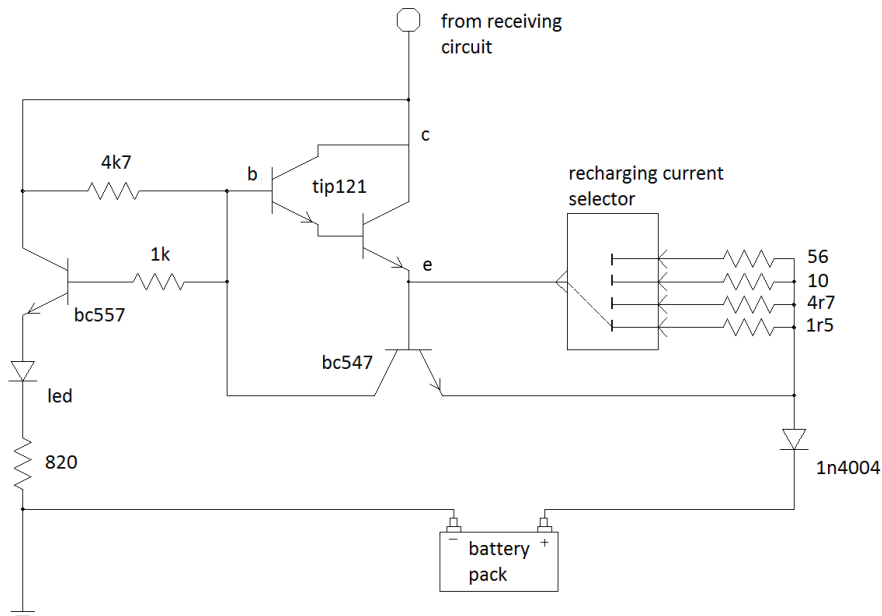 from receiving
circuit
4k7
b
c
tip121
recharging current
selector
1k
e
56
10
4r7
1r5
bc557
bc547
led
820
1n4004
− +
battery
pack